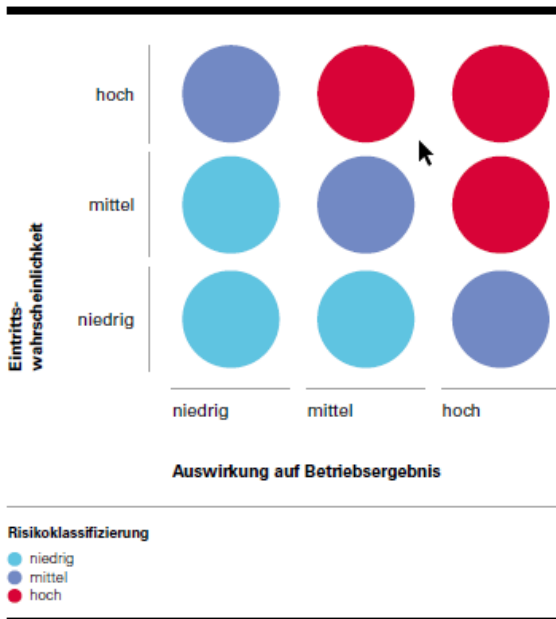 hoch
mittel
niedrig
Eintritts-
wahrscheinlichkeit
niedrig mittel hoch
Auswirkung auf Betriebsergebnis
Risikoklassifizierung
niedrig
mittel
hoch